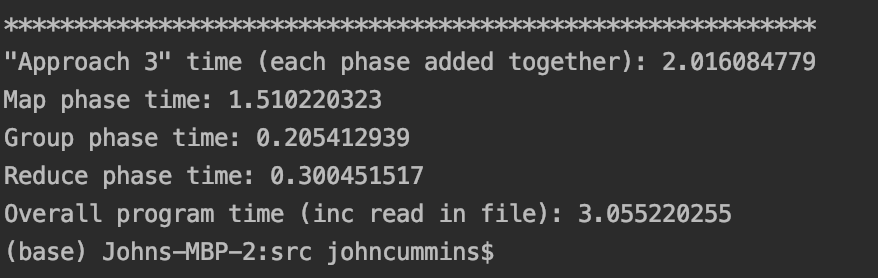 **********************************************************
"Approach 3" time (each phase added together): 2.016084779
Map phase time: 1.510220323
Group phase time: 0.205412939
Reduce phase time: 0.300451517
Overall program time (inc read in file): 3.055220255
(base) Johns-MBP-2:src johncummins$